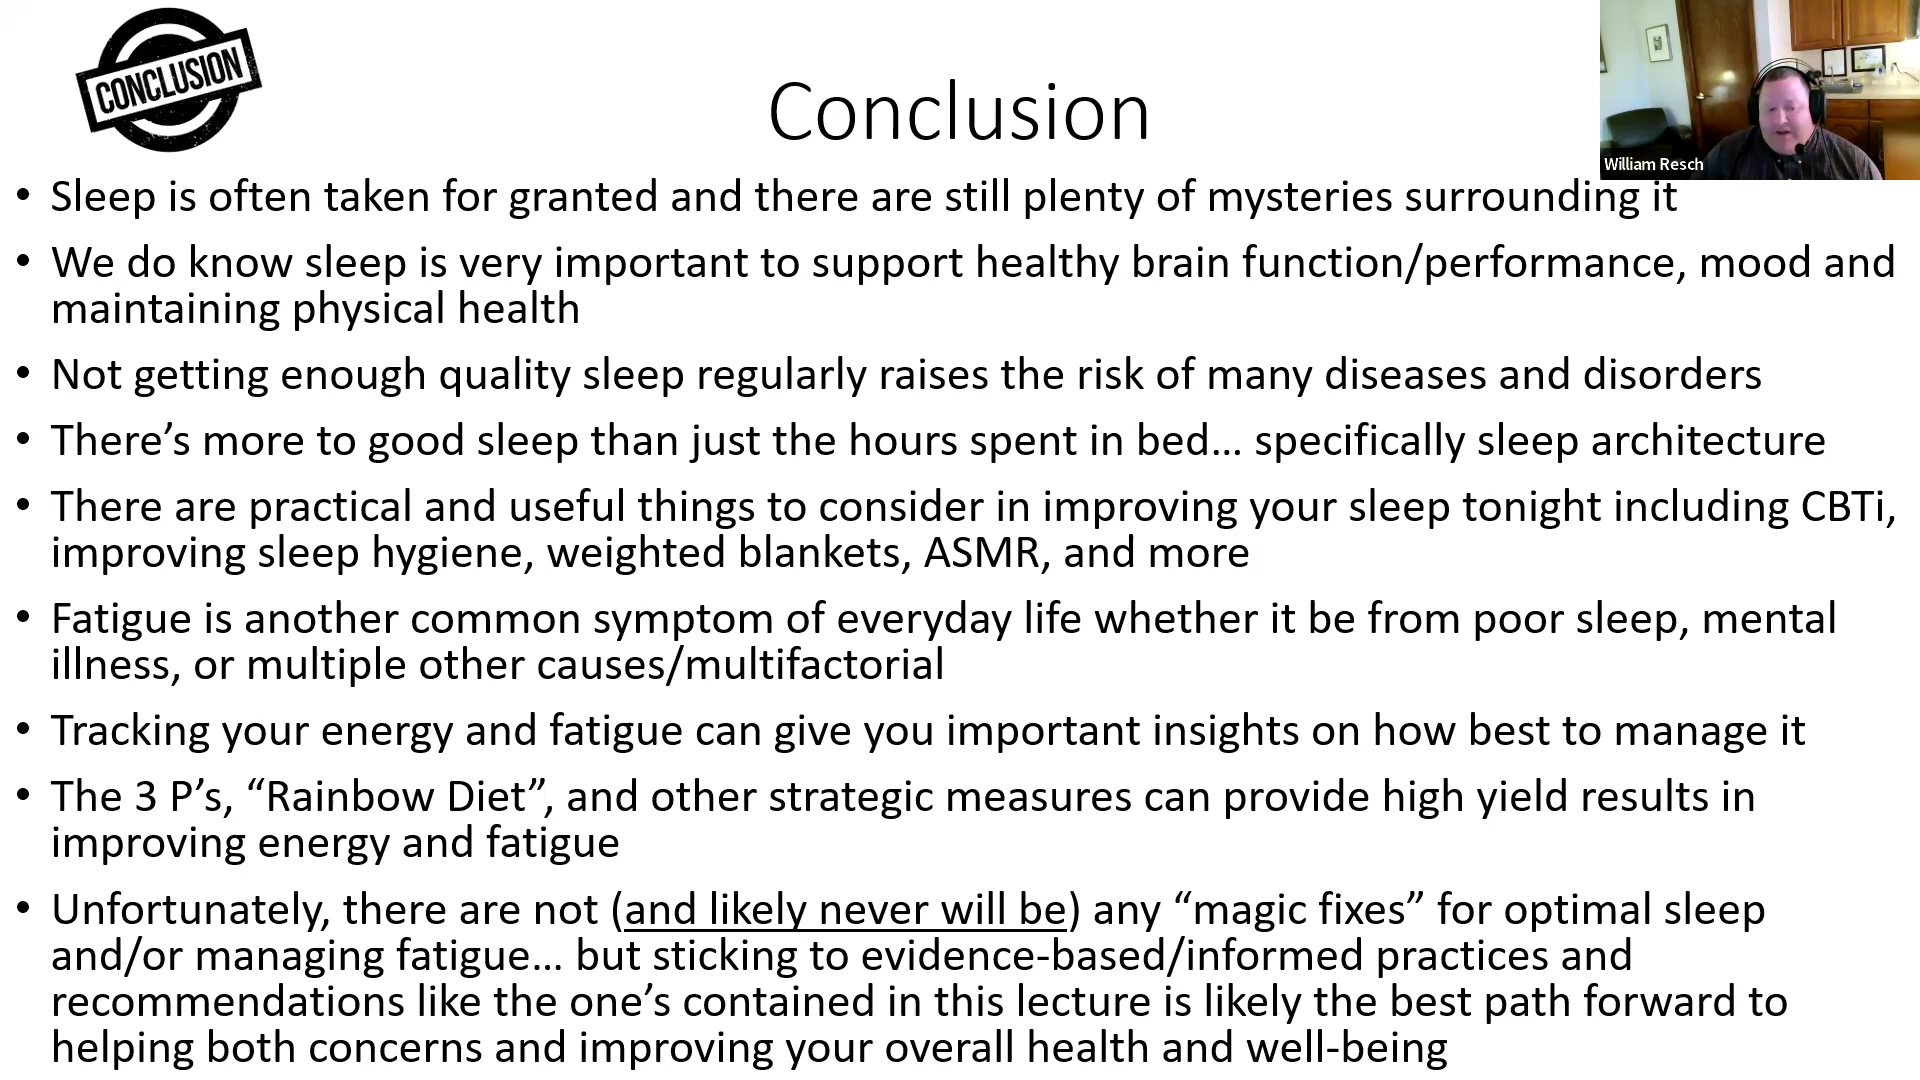 CONCLUSION
Conclusion
William Resch
• Sleep is often taken for granted and there are still plenty of mysteries surrounding it
• We do know sleep is very important to support healthy brain function/performance, mood and
maintaining physical health
• Not getting enough quality sleep regularly raises the risk of many diseases and disorders
• There’s more to good sleep than just the hours spent in bed… specifically sleep architecture
• There are practical and useful things to consider in improving your sleep tonight including CBTi,
improving sleep hygiene, weighted blankets, ASMR, and more
• Fatigue is another common symptom of everyday life whether it be from poor sleep, mental
illness, or multiple other causes/multifactorial
• Tracking your energy and fatigue can give you important insights on how best to manage it
• The 3 P’s, “Rainbow Diet”, and other strategic measures can provide high yield results in
improving energy and fatigue
• Unfortunately, there are not (and likely never will be) any “magic fixes” for optimal sleep
and/or managing fatigue… but sticking to evidence-based/informed practices and
recommendations like the one’s contained in this lecture is likely the best path forward to
helping both concerns and improving your overall health and well-being